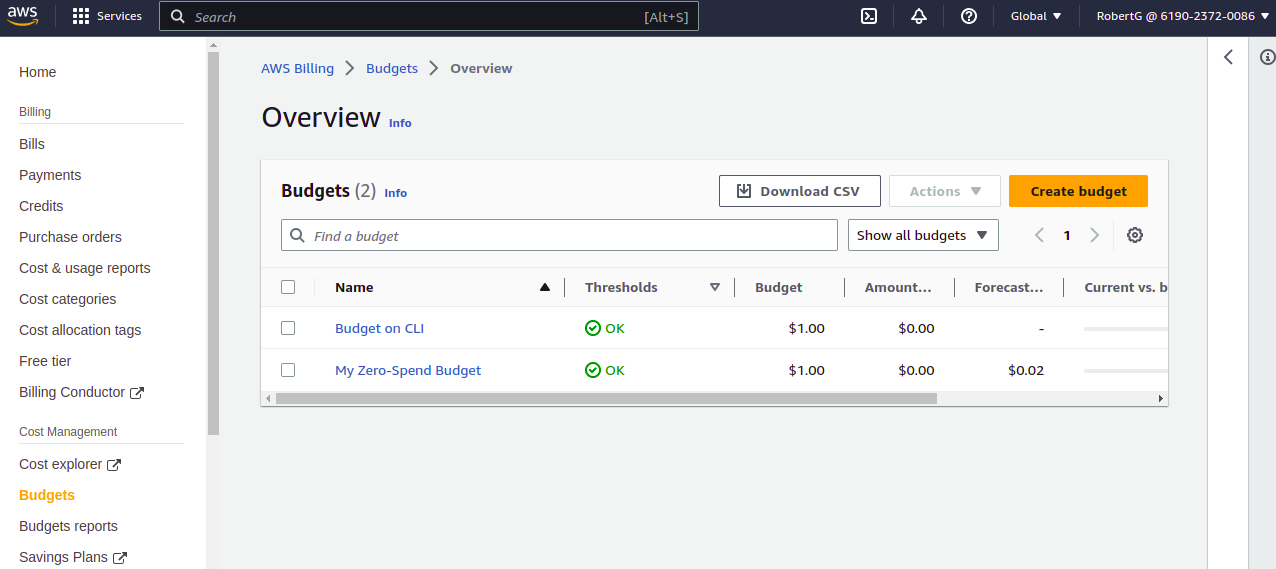 aws Services Search [Alt+S] Global RobertG @ 6190-2372-0086
Home
Billing
Bills
Payments
Credits
Purchase orders
Cost & usage reports
Cost categories
Cost allocation tags
Free tier
Billing Conductor
Cost Management
Cost explorer
Budgets
Budgets reports
Savings Plans
AWS Billing Budgets Overview
Overview Info
Budgets (2) Info Download CSV Actions Create budget
Find a budget Show all budgets 1
Name Thresholds Budget Amount... Forecast... Current vs. b
Budget on CLI OK $1.00 $0.00 -
My Zero-Spend Budget OK $1.00 $0.00 $0.02